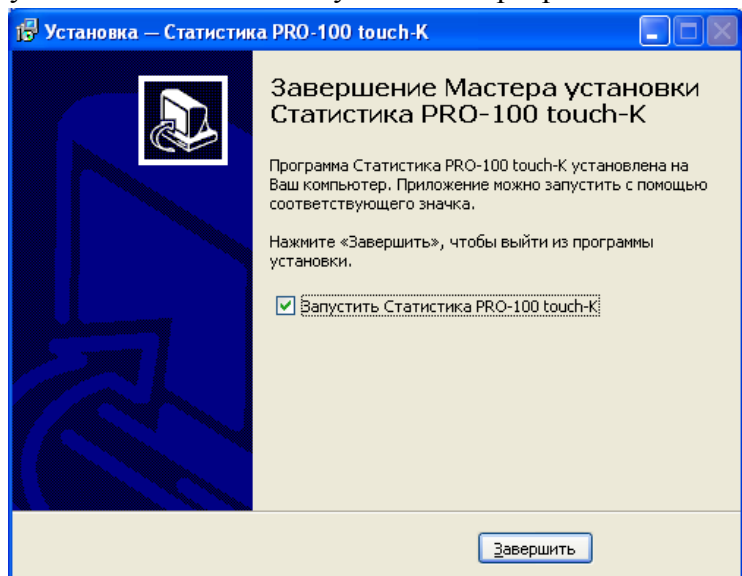 Установка — Статистика PRO-100 touch-K
Завершение Мастера установки
Статистика PRO-100 touch-K
Программа Статистика PRO-100 touch-K установлена на
Ваш компьютер. Приложение можно запустить с помощью
соответствующего значка.
Нажмите «Завершить», чтобы выйти из программы
установки.
Запустить Статистика PRO-100 touch-K
Завершить